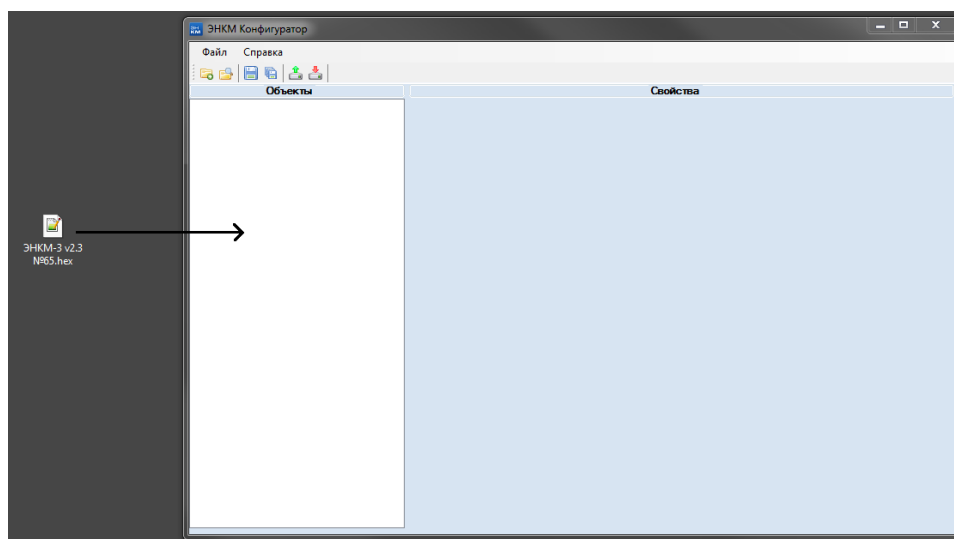 ЭНКМ Конфигуратор
Файл Справка
Объекты Свойства
ЭНКМ-3 v2.3
№65.hex